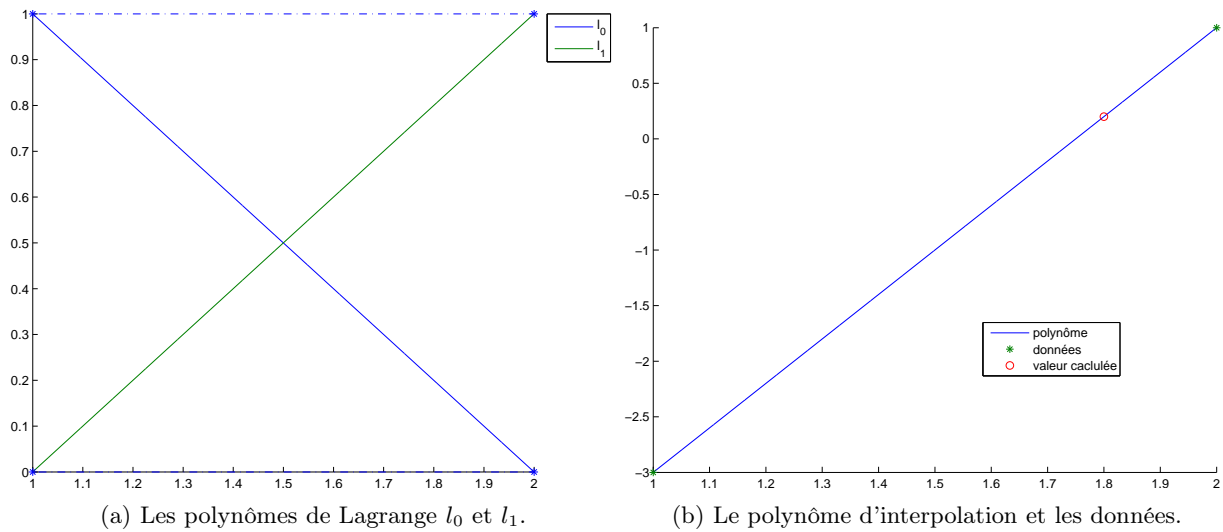 1
0.9
0.8
0.7
0.6
0.5
0.4
0.3
0.2
0.1
0
1 1.1 1.2 1.3 1.4 1.5 1.6 1.7 1.8 1.9 2
l_0
l_1
(a) Les polynômes de Lagrange l_0 et l_1.
1
0.5
0
−0.5
−1
−1.5
−2
−2.5
−3
1 1.1 1.2 1.3 1.4 1.5 1.6 1.7 1.8 1.9 2
polynôme
données
valeur caclulée
(b) Le polynôme d'interpolation et les données.